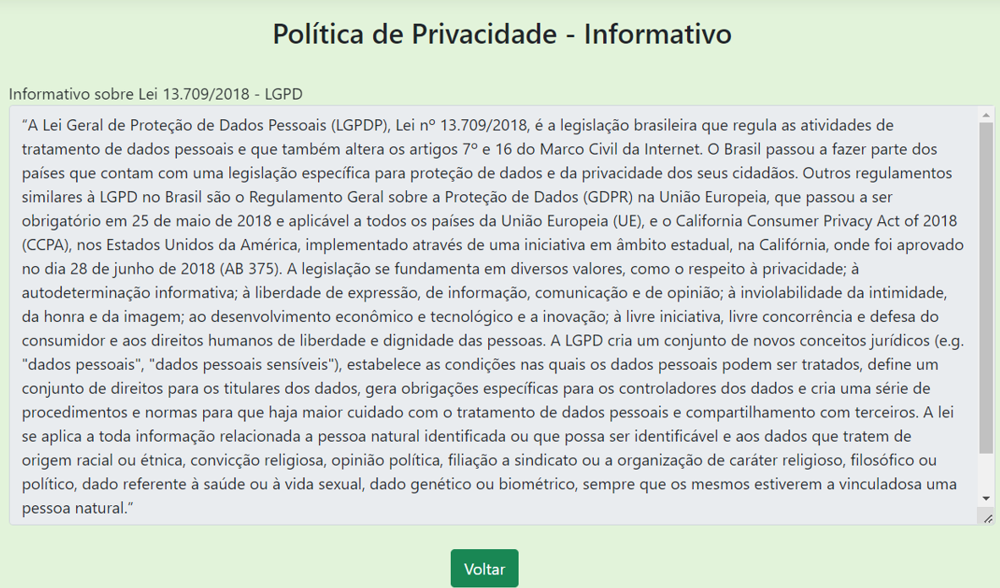 Política de Privacidade - Informativo
Informativo sobre Lei 13.709/2018 - LGPD
“A Lei Geral de Proteção de Dados Pessoais (LGPDP), Lei nº 13.709/2018, é a legislação brasileira que regula as atividades de
tratamento de dados pessoais e que também altera os artigos 7º e 16 do Marco Civil da Internet. O Brasil passou a fazer parte dos
países que contam com uma legislação específica para proteção de dados e da privacidade dos seus cidadãos. Outros regulamentos
similares à LGPD no Brasil são o Regulamento Geral sobre a Proteção de Dados (GDPR) na União Europeia, que passou a ser
obrigatório em 25 de maio de 2018 e aplicável a todos os países da União Europeia (UE), e o California Consumer Privacy Act of 2018
(CCPA), nos Estados Unidos da América, implementado através de uma iniciativa em âmbito estadual, na Califórnia, onde foi aprovado
no dia 28 de junho de 2018 (AB 375). A legislação se fundamenta em diversos valores, como o respeito à privacidade; à
autodeterminação informativa; à liberdade de expressão, de informação, comunicação e de opinião; à inviolabilidade da intimidade,
da honra e da imagem; ao desenvolvimento econômico e tecnológico e a inovação; à livre iniciativa, livre concorrência e defesa do
consumidor e aos direitos humanos de liberdade e dignidade das pessoas. A LGPD cria um conjunto de novos conceitos jurídicos (e.g.
"dados pessoais", "dados pessoais sensíveis"), estabelece as condições nas quais os dados pessoais podem ser tratados, define um
conjunto de direitos para os titulares dos dados, gera obrigações específicas para os controladores dos dados e cria uma série de
procedimentos e normas para que haja maior cuidado com o tratamento de dados pessoais e compartilhamento com terceiros. A lei
se aplica a toda informação relacionada a pessoa natural identificada ou que possa ser identificável e aos dados que tratem de
origem racial ou étnica, convicção religiosa, opinião política, filiação a sindicato ou a organização de caráter religioso, filosófico ou
político, dado referente à saúde ou à vida sexual, dado genético ou biométrico, sempre que os mesmos estiverem a vinculadosa uma
pessoa natural.”
Voltar